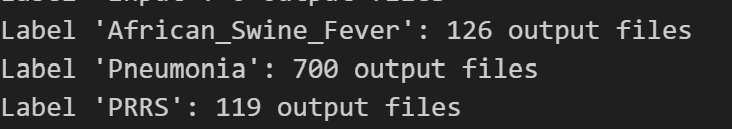 Label 'African_Swine_Fever': 126 output files
Label 'Pneumonia': 700 output files
Label 'PRRS': 119 output files